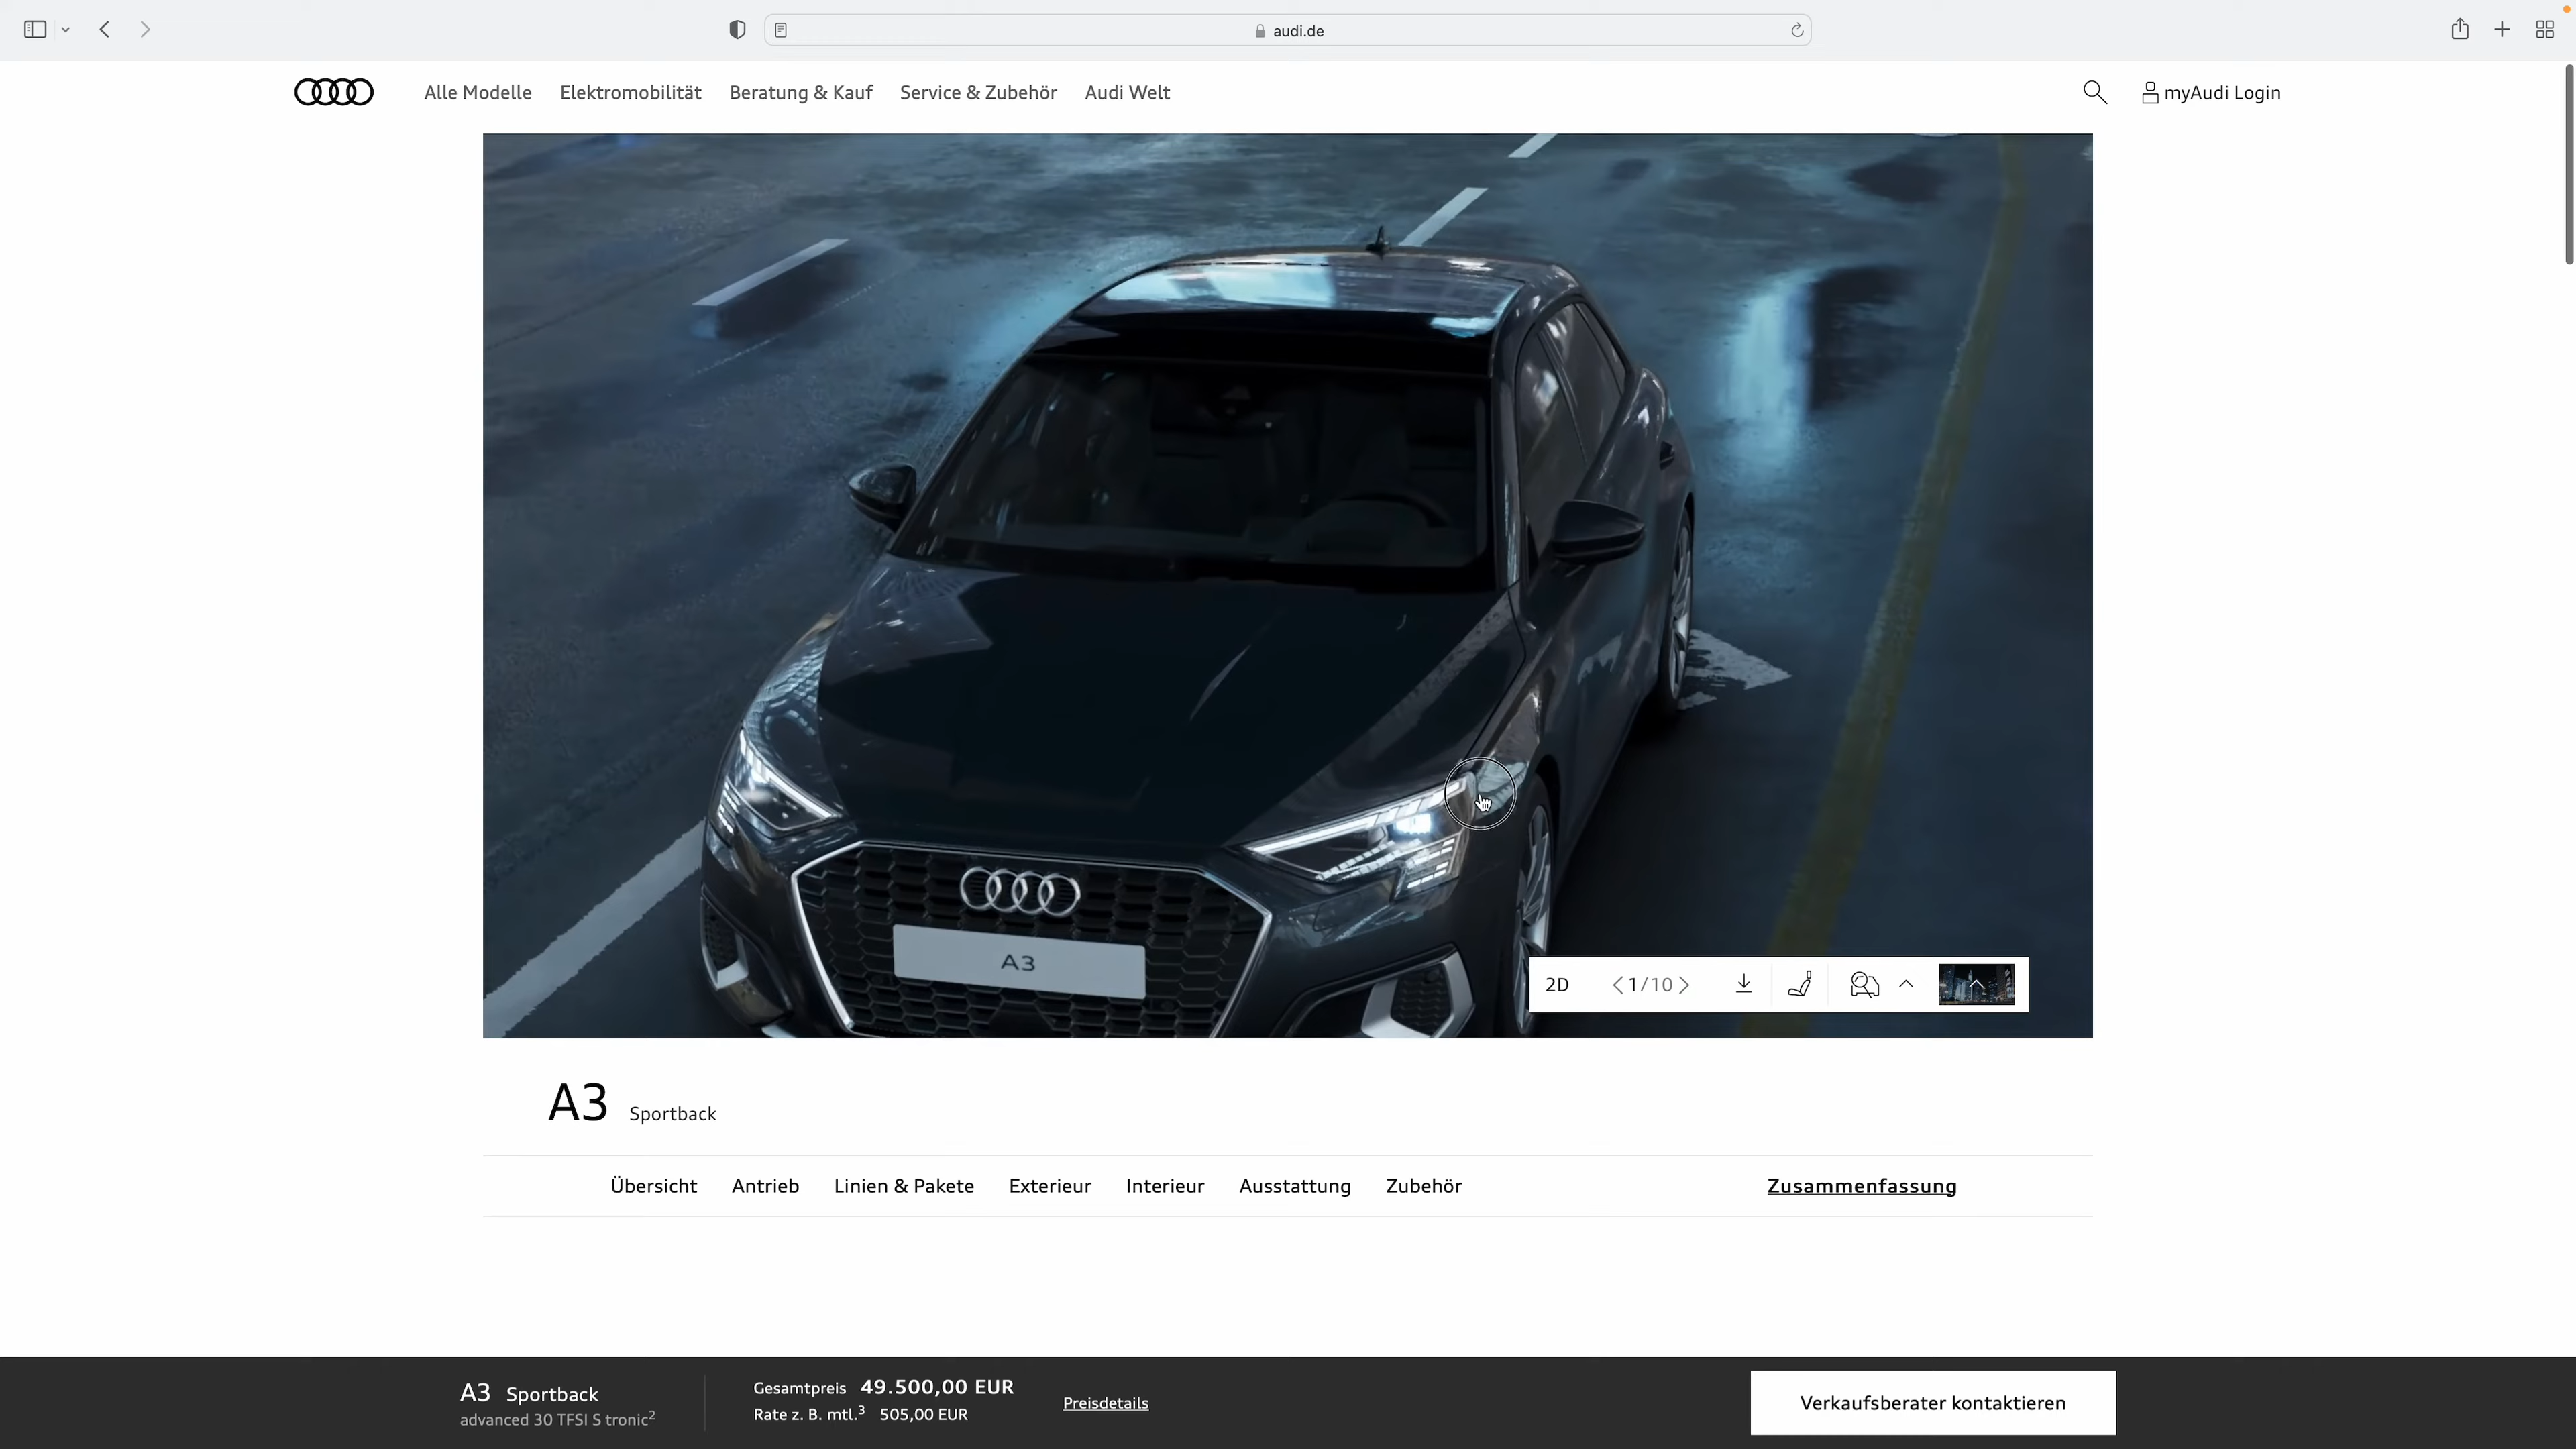 audi.de
Alle Modelle Elektromobilität Beratung & Kauf Service & Zubehör Audi Welt myAudi Login
A3
2D 1/10
A3 Sportback
Übersicht Antrieb Linien & Pakete Exterieur Interieur Ausstattung Zubehör Zusammenfassung
A3 Sportback
advanced 30 TFSI S tronic²
Gesamtpreis 49.500,00 EUR
Rate z. B. mtl.³ 505,00 EUR
Preisdetails
Verkaufsberater kontaktieren